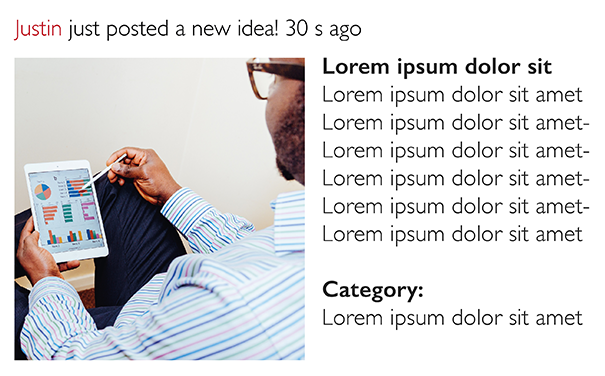 Justin just posted a new idea! 30 s ago
Lorem ipsum dolor sit
Lorem ipsum dolor sit amet
Lorem ipsum dolor sit amet-
Lorem ipsum dolor sit amet-
Lorem ipsum dolor sit amet-
Lorem ipsum dolor sit amet-
Lorem ipsum dolor sit amet
Category:
Lorem ipsum dolor sit amet